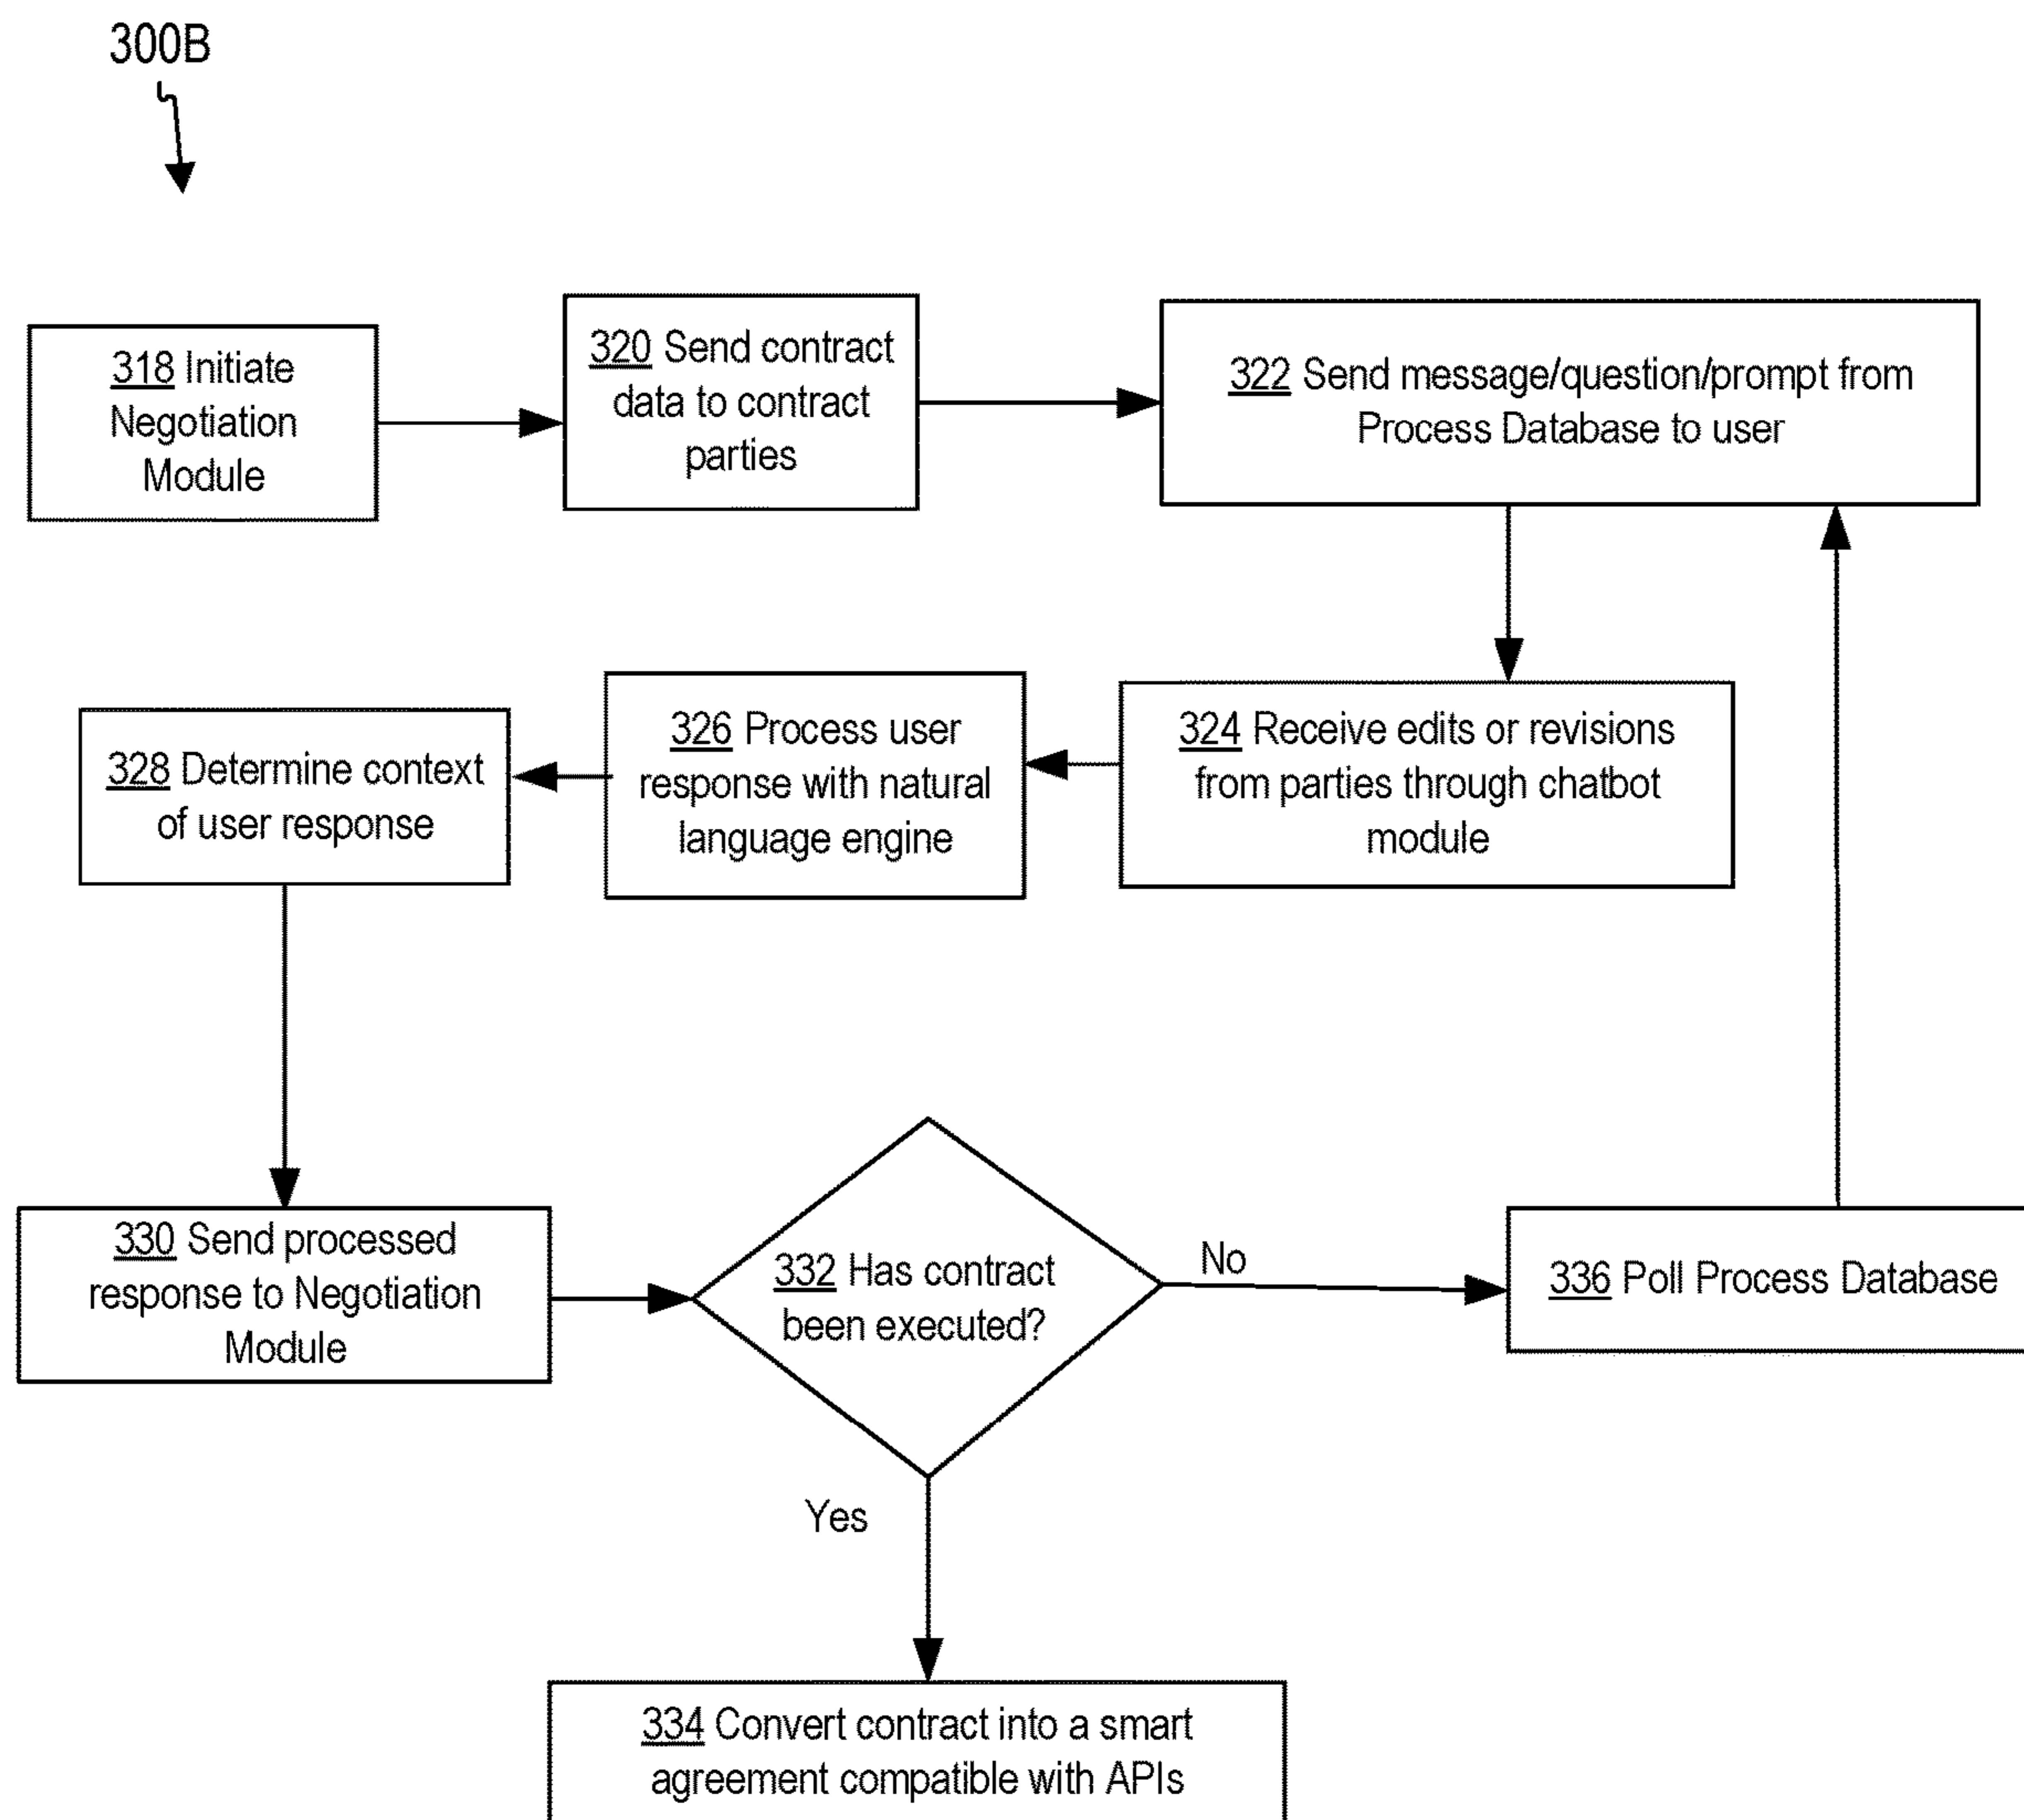 300B
318 Initiate
Negotiation
Module
320 Send contract
data to contract
parties
322 Send message/question/prompt from
Process Database to user
328 Determine context
of user response
326 Process user
response with natural
language engine
324 Receive edits or revisions
from parties through chatbot
module
330 Send processed
response to Negotiation
Module
332 Has contract
been executed?
No
336 Poll Process Database
Yes
334 Convert contract into a smart
agreement compatible with APIs